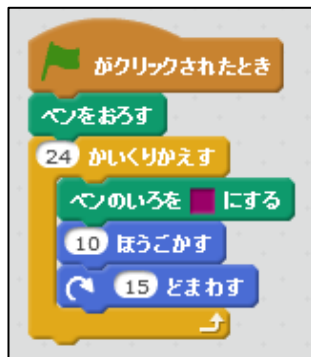 がクリックされたとき
ペンをおろす
24 かいくりかえす
ペンのいろを にする
10 ほうごかす
15 どまわす